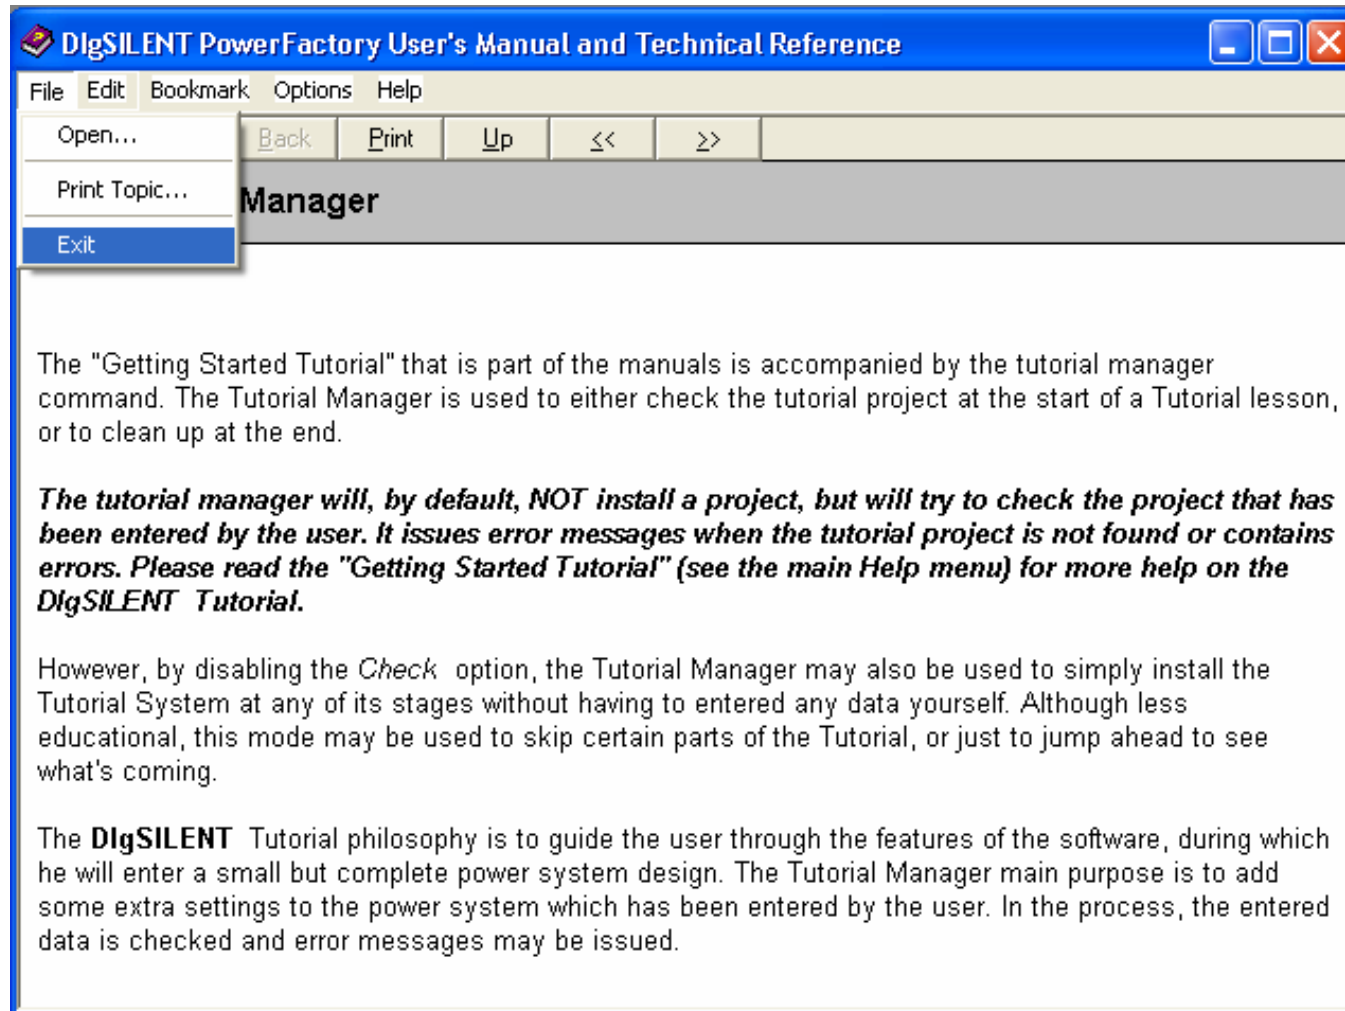 DIgSILENT PowerFactory User's Manual and Technical Reference
File Edit Bookmark Options Help
Open...
Back Print Up << >>
Print Topic...
Manager
Exit
The "Getting Started Tutorial" that is part of the manuals is accompanied by the tutorial manager
command. The Tutorial Manager is used to either check the tutorial project at the start of a Tutorial lesson,
or to clean up at the end.
The tutorial manager will, by default, NOT install a project, but will try to check the project that has
been entered by the user. It issues error messages when the tutorial project is not found or contains
errors. Please read the "Getting Started Tutorial" (see the main Help menu) for more help on the
DIgSILENT Tutorial.
However, by disabling the Check option, the Tutorial Manager may also be used to simply install the
Tutorial System at any of its stages without having to entered any data yourself. Although less
educational, this mode may be used to skip certain parts of the Tutorial, or just to jump ahead to see
what's coming.
The DIgSILENT Tutorial philosophy is to guide the user through the features of the software, during which
he will enter a small but complete power system design. The Tutorial Manager main purpose is to add
some extra settings to the power system which has been entered by the user. In the process, the entered
data is checked and error messages may be issued.